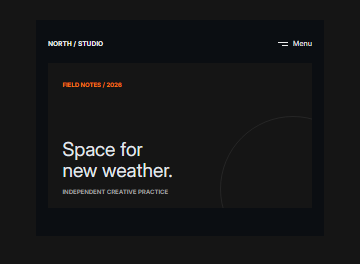 NORTH / STUDIO
Menu
FIELD NOTES / 2026
Space for
new weather.
INDEPENDENT CREATIVE PRACTICE